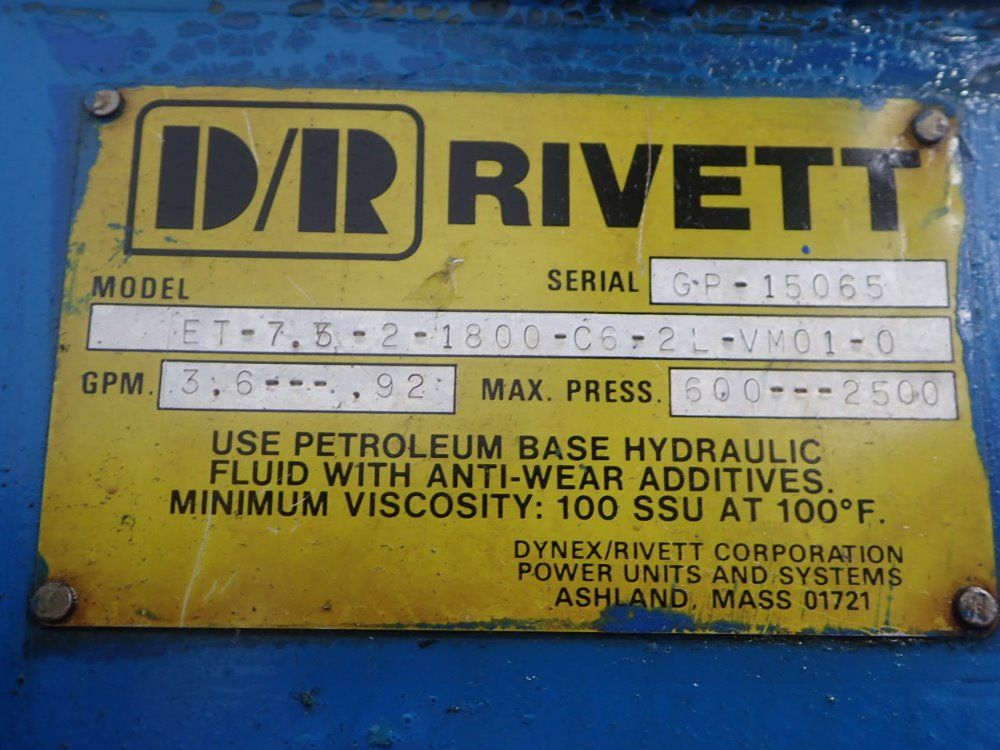 D/R RIVETT
SERIAL GP-15065
MODEL
ET-7.5-2-1800-C6-2L-VM01-0
GPM. 3.6---.92 MAX. PRESS. 600---2500
USE PETROLEUM BASE HYDRAULIC
FLUID WITH ANTI-WEAR ADDITIVES.
MINIMUM VISCOSITY: 100 SSU AT 100°F.
DYNEX/RIVETT CORPORATION
POWER UNITS AND SYSTEMS
ASHLAND, MASS 01721